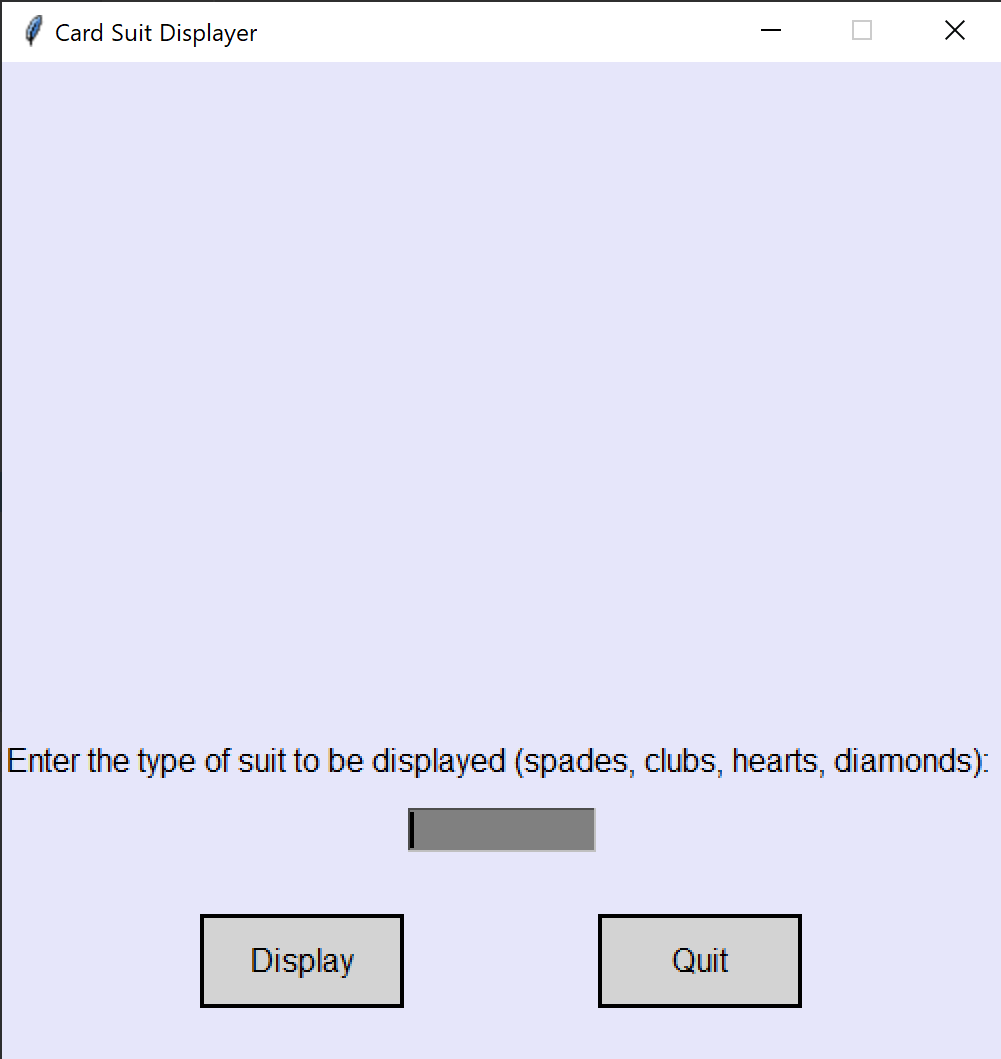 Card Suit Displayer
Enter the type of suit to be displayed (spades, clubs, hearts, diamonds):
Display
Quit